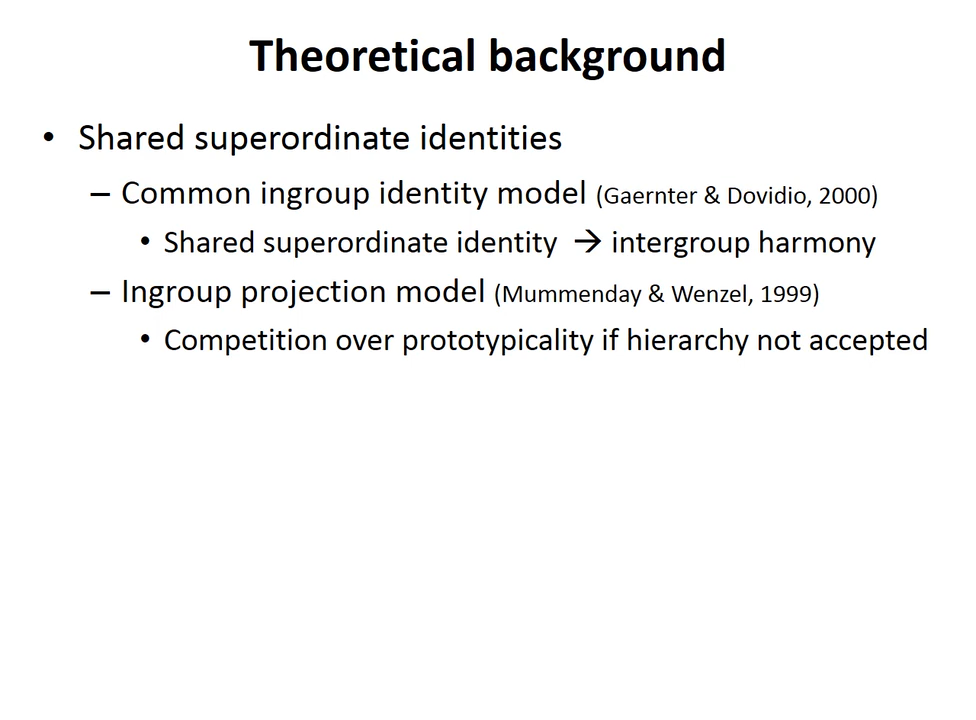 Theoretical background
• Shared superordinate identities
– Common ingroup identity model (Gaernter & Dovidio, 2000)
• Shared superordinate identity → intergroup harmony
– Ingroup projection model (Mummenday & Wenzel, 1999)
• Competition over prototypicality if hierarchy not accepted